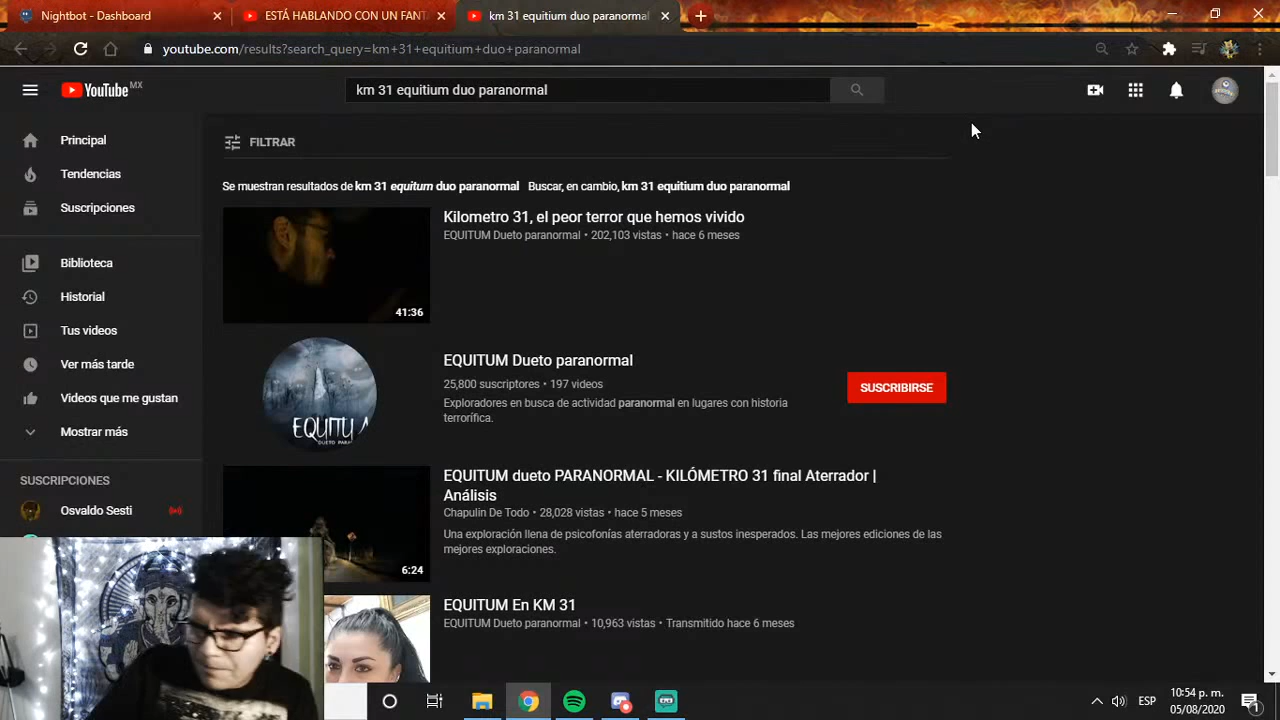 Nightbot - Dashboard
ESTÁ HABLANDO CON UN FANT
km 31 equitium duo paranormal
youtube.com/results?search_query=km+31+equitium+duo+paranormal
YouTube MX
km 31 equitium duo paranormal
Principal
Tendencias
Suscripciones
Biblioteca
Historial
Tus videos
Ver más tarde
Videos que me gustan
Mostrar más
SUSCRIPCIONES
Osvaldo Sesti
FILTRAR
Se muestran resultados de km 31 equitum duo paranormal Buscar, en cambio, km 31 equitium duo paranormal
41:36
Kilometro 31, el peor terror que hemos vivido
EQUITUM Dueto paranormal • 202,103 vistas • hace 6 meses
EQUITUM Dueto paranormal
25,800 suscriptores • 197 videos
Exploradores en busca de actividad paranormal en lugares con historia
terrorífica.
SUSCRIBIRSE
6:24
EQUITUM dueto PARANORMAL - KILÓMETRO 31 final Aterrador |
Análisis
Chapulin De Todo • 28,028 vistas • hace 5 meses
Una exploración llena de psicofonías aterradoras y a sustos inesperados. Las mejores ediciones de las
mejores exploraciones.
EQUITUM En KM 31
EQUITUM Dueto paranormal • 10,963 vistas • Transmitido hace 6 meses
ESP
10:54 p. m.
05/08/2020